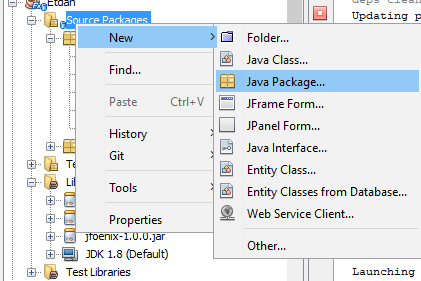 Etdan
Source Packages
New
Find...
Paste Ctrl+V
History
Git
Tools
Properties
Folder...
Java Class...
Java Package...
JFrame Form...
JPanel Form...
Java Interface...
Entity Class...
Entity Classes from Database...
Web Service Client...
Other...
Te
Lil
jfoenix-1.0.0.jar
JDK 1.8 (Default)
Test Libraries
deps clean
Updating p
Launching